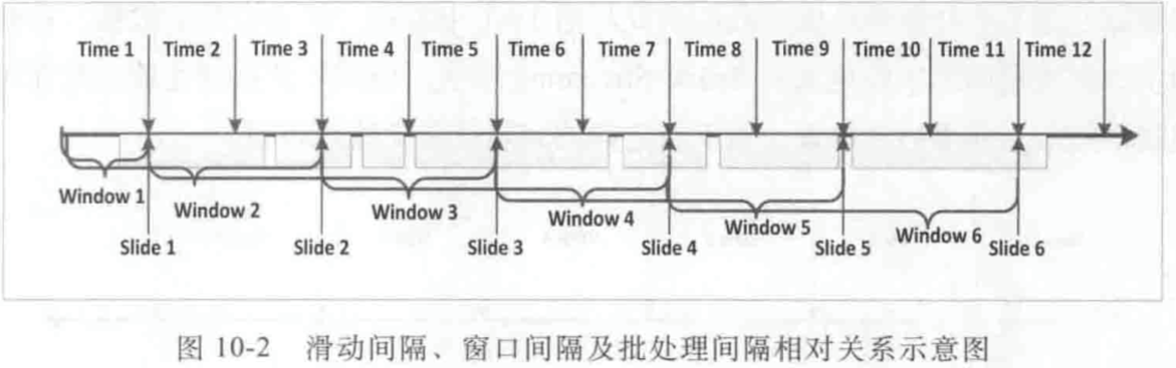 Time 1 Time 2 Time 3 Time 4 Time 5 Time 6 Time 7 Time 8 Time 9 Time 10 Time 11 Time 12
Window 1 Window 2 Window 3 Window 4 Window 5 Window 6
Slide 1 Slide 2 Slide 3 Slide 4 Slide 5 Slide 6
图 10-2 滑动间隔、窗口间隔及批处理间隔相对关系示意图